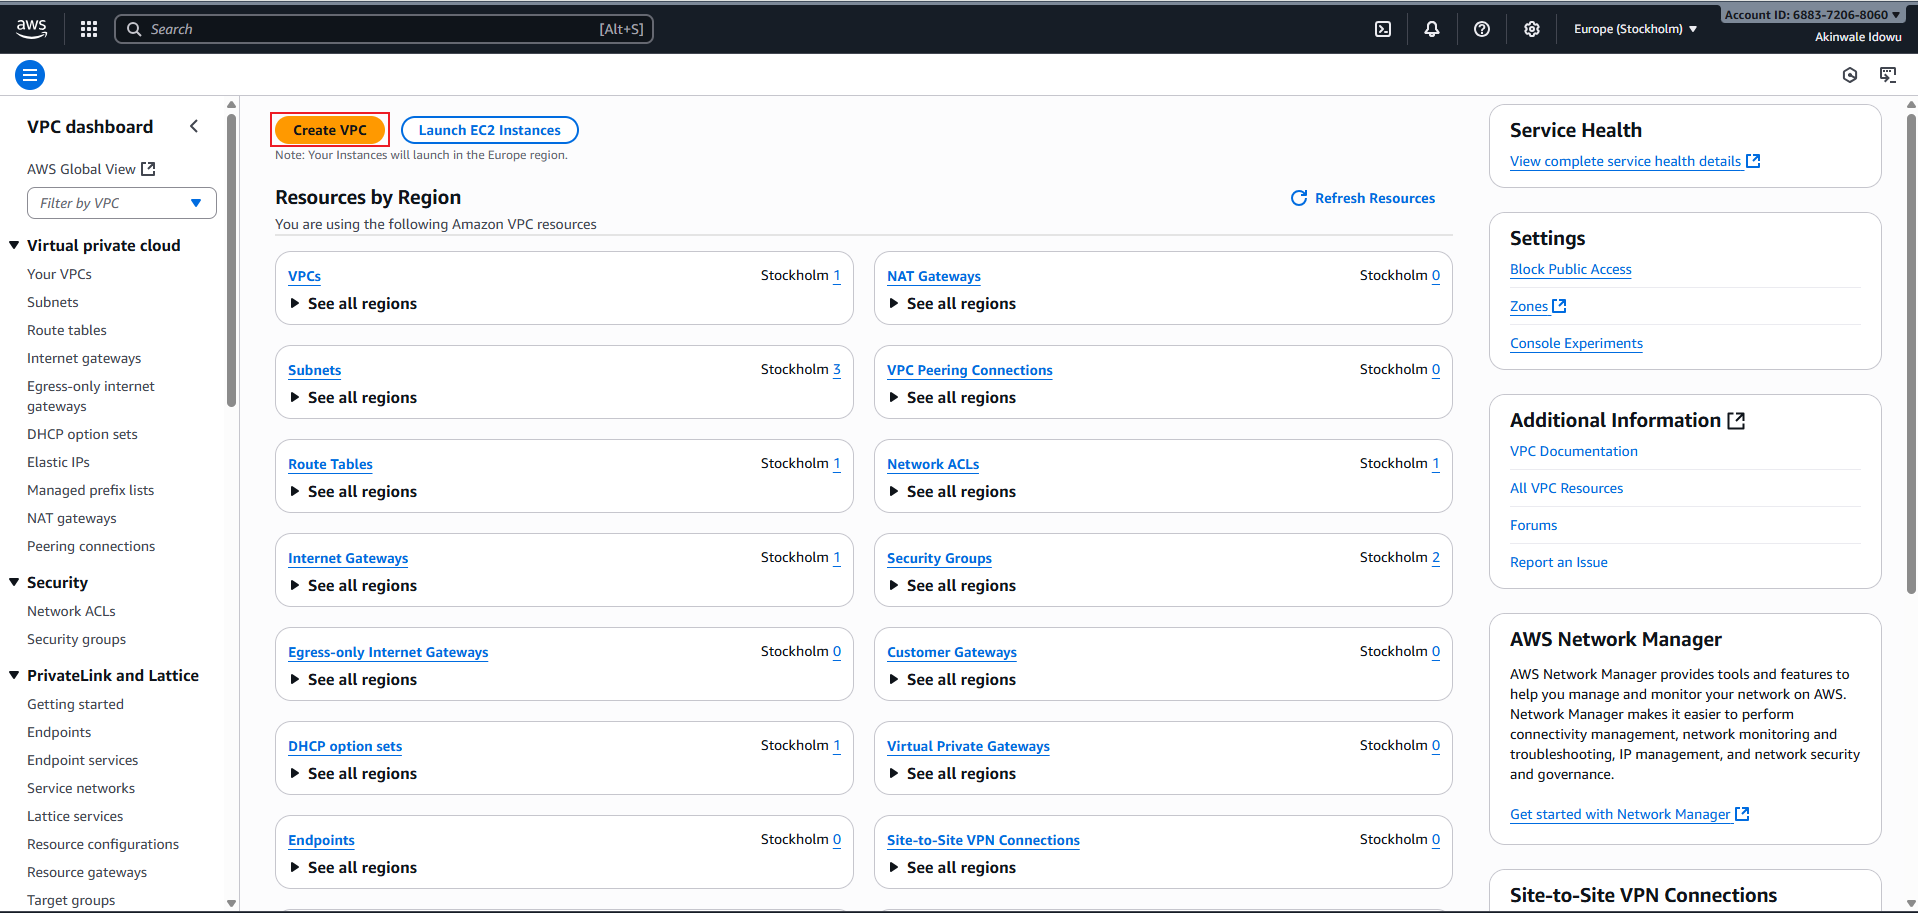 aws
Search
[Alt+S]
Europe (Stockholm)
Account ID: 6883-7206-8060
Akinwale Idowu
VPC dashboard
AWS Global View
Filter by VPC
Virtual private cloud
Your VPCs
Subnets
Route tables
Internet gateways
Egress-only internet
gateways
DHCP option sets
Elastic IPs
Managed prefix lists
NAT gateways
Peering connections
Security
Network ACLs
Security groups
PrivateLink and Lattice
Getting started
Endpoints
Endpoint services
Service networks
Lattice services
Resource configurations
Resource gateways
Target groups
Create VPC
Launch EC2 Instances
Note: Your Instances will launch in the Europe region.
Resources by Region
Refresh Resources
You are using the following Amazon VPC resources
VPCs
Stockholm 1
See all regions
NAT Gateways
Stockholm 0
See all regions
Subnets
Stockholm 3
See all regions
VPC Peering Connections
Stockholm 0
See all regions
Route Tables
Stockholm 1
See all regions
Network ACLs
Stockholm 1
See all regions
Internet Gateways
Stockholm 1
See all regions
Security Groups
Stockholm 2
See all regions
Egress-only Internet Gateways
Stockholm 0
See all regions
Customer Gateways
Stockholm 0
See all regions
DHCP option sets
Stockholm 1
See all regions
Virtual Private Gateways
Stockholm 0
See all regions
Endpoints
Stockholm 0
See all regions
Site-to-Site VPN Connections
Stockholm 0
See all regions
Service Health
View complete service health details
Settings
Block Public Access
Zones
Console Experiments
Additional Information
VPC Documentation
All VPC Resources
Forums
Report an Issue
AWS Network Manager
AWS Network Manager provides tools and features to
help you manage and monitor your network on AWS.
Network Manager makes it easier to perform
connectivity management, network monitoring and
troubleshooting, IP management, and network security
and governance.
Get started with Network Manager
Site-to-Site VPN Connections